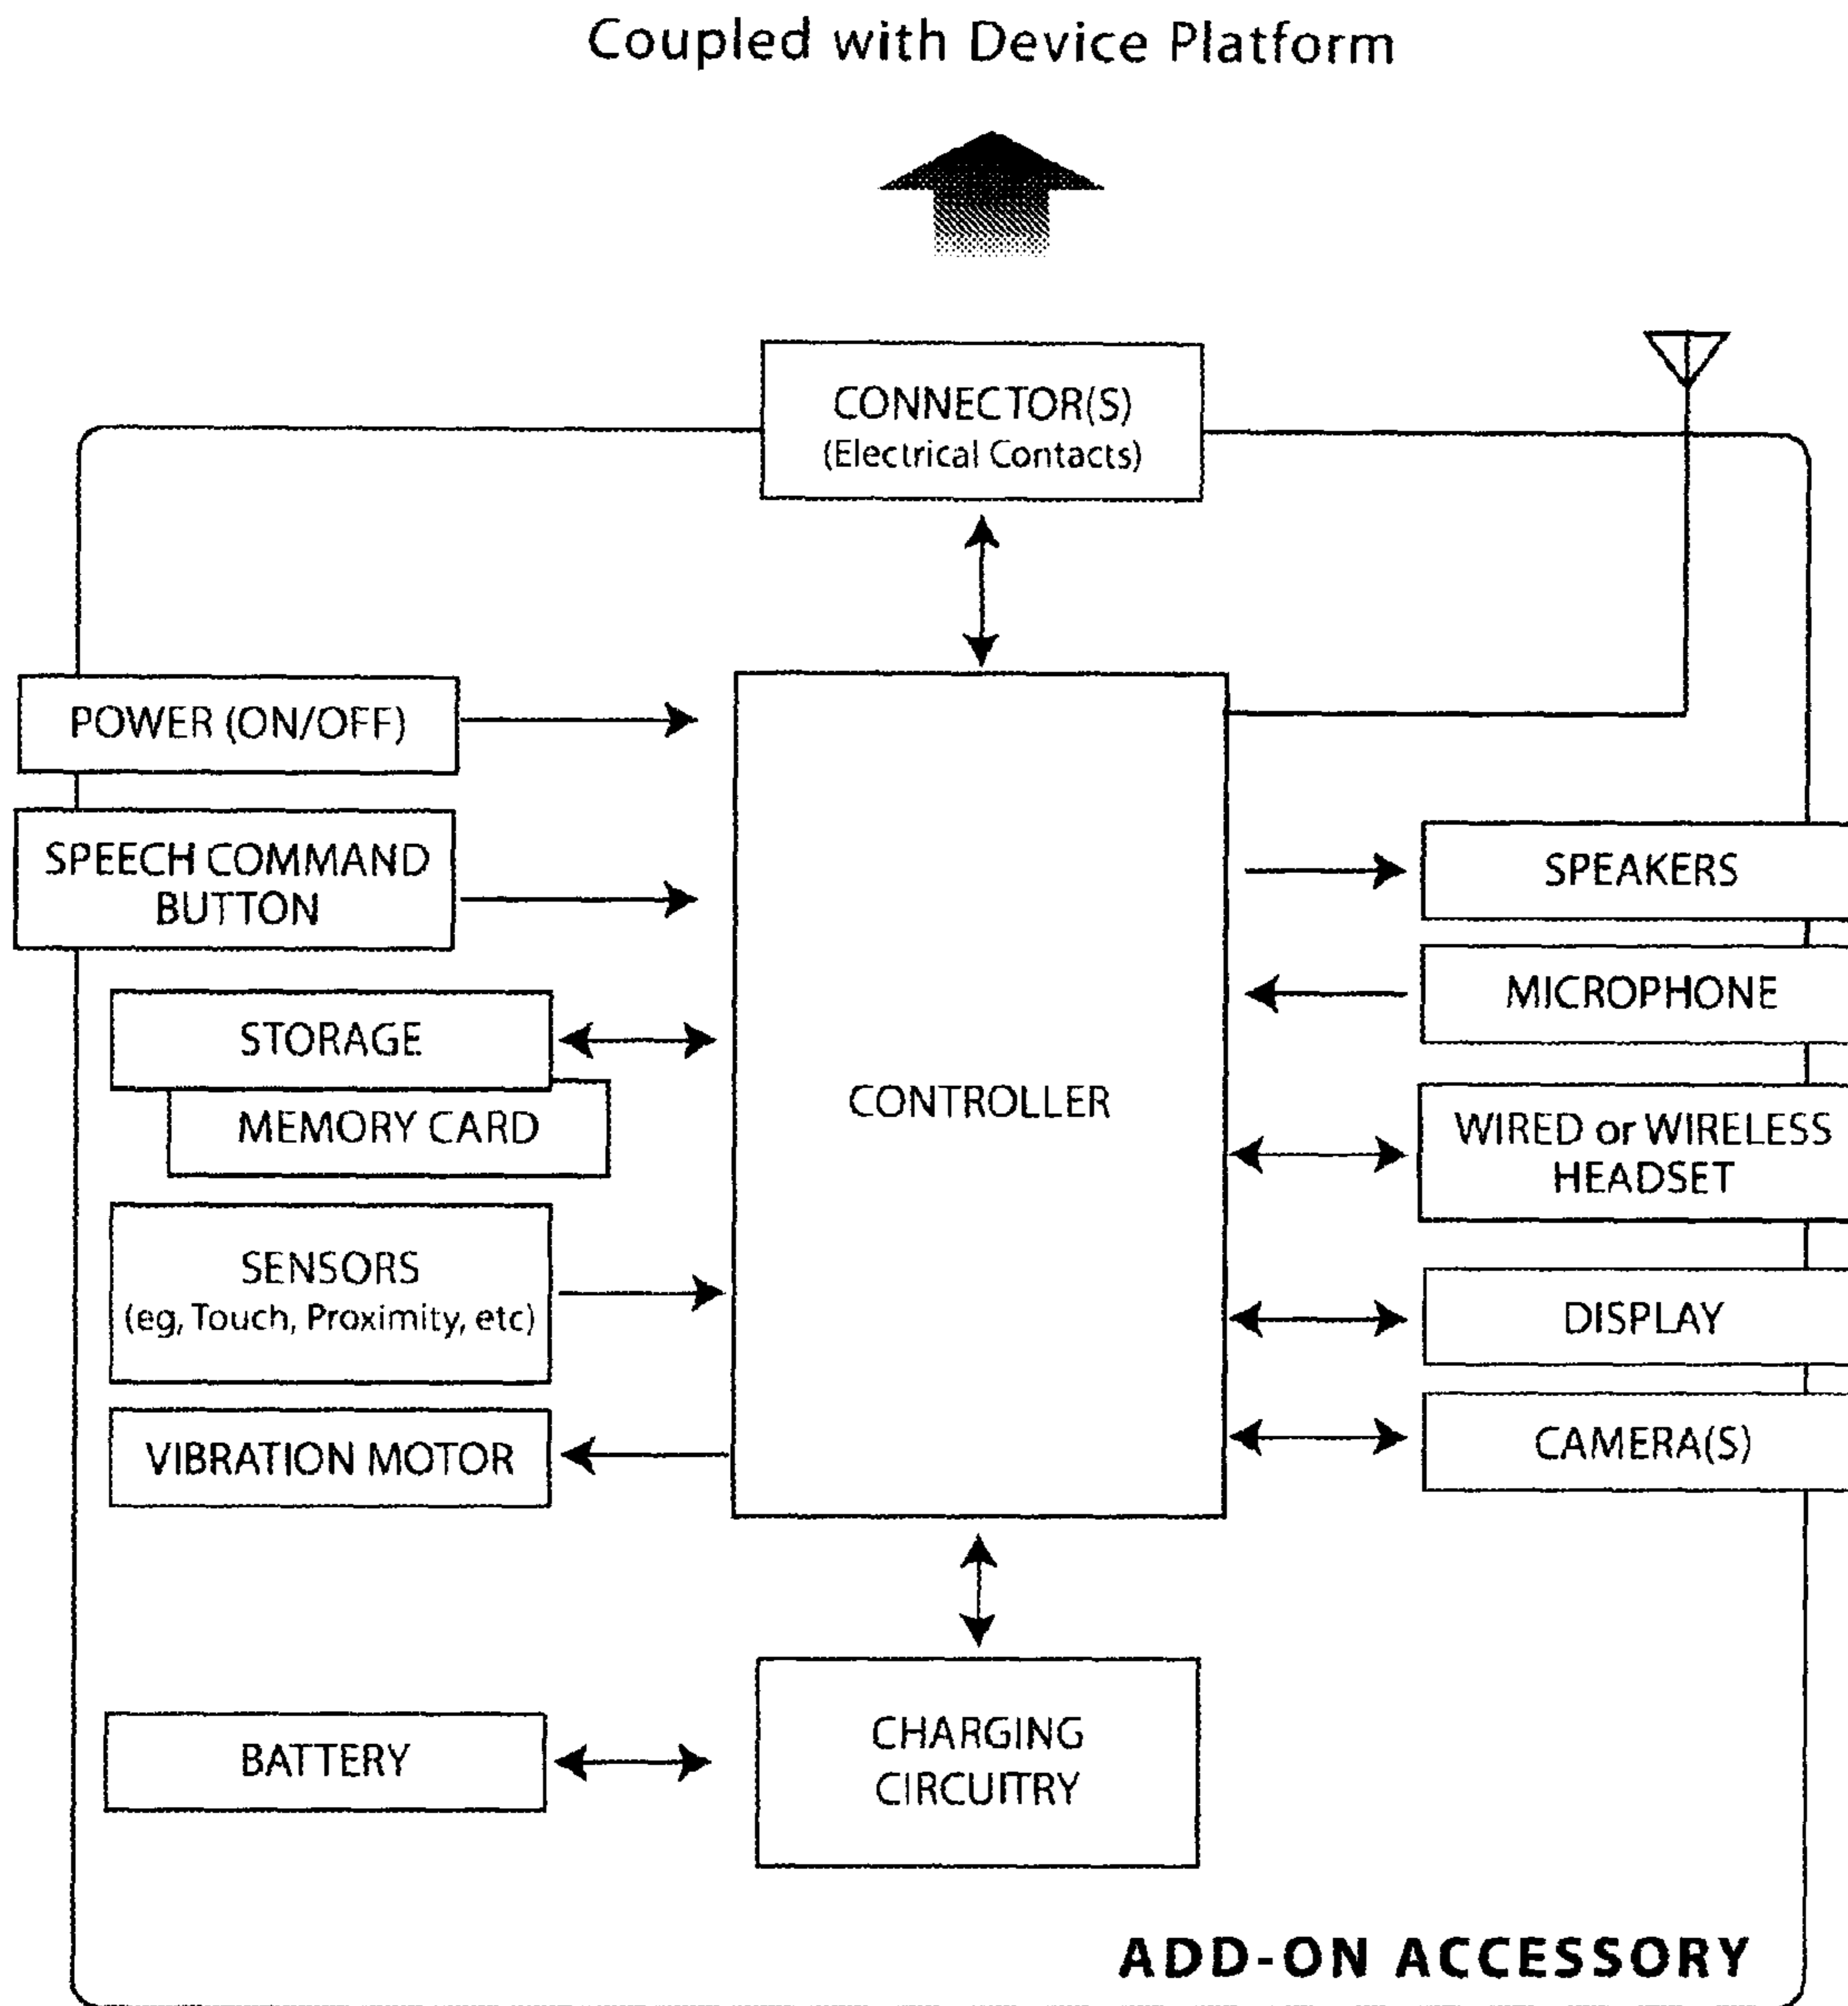 Coupled with Device Platform
CONNECTOR(S)
(Electrical Contacts)
POWER (ON/OFF)
SPEECH COMMAND
BUTTON
STORAGE
MEMORY CARD
SENSORS
(eg, Touch, Proximity, etc)
VIBRATION MOTOR
CONTROLLER
SPEAKERS
MICROPHONE
WIRED or WIRELESS
HEADSET
DISPLAY
CAMERA(S)
BATTERY
CHARGING
CIRCUITRY
ADD-ON ACCESSORY